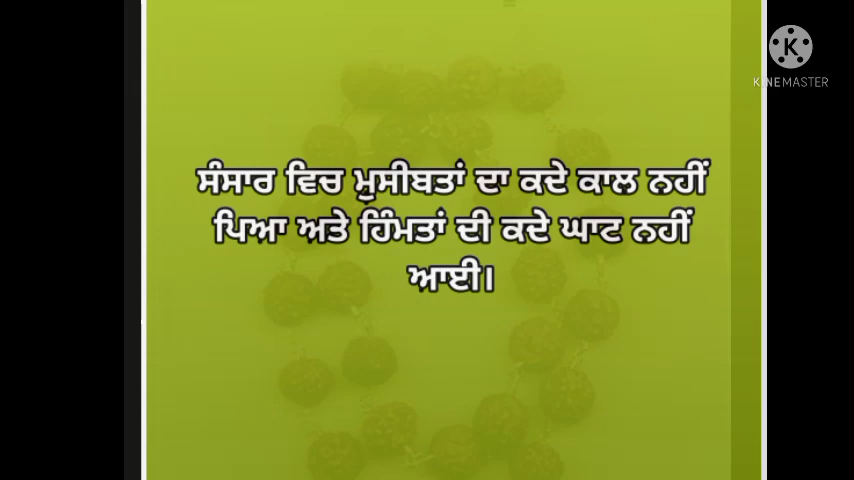 ਸੰਸਾਰ ਵਿਚ ਮੁਸੀਬਤਾਂ ਦਾ ਕਦੇ ਕਾਲ ਨਹੀਂ
ਪਿਆ ਅਤੇ ਹਿੰਮਤਾਂ ਦੀ ਕਦੇ ਘਾਟ ਨਹੀਂ
ਆਈ।
K
KINEMASTER